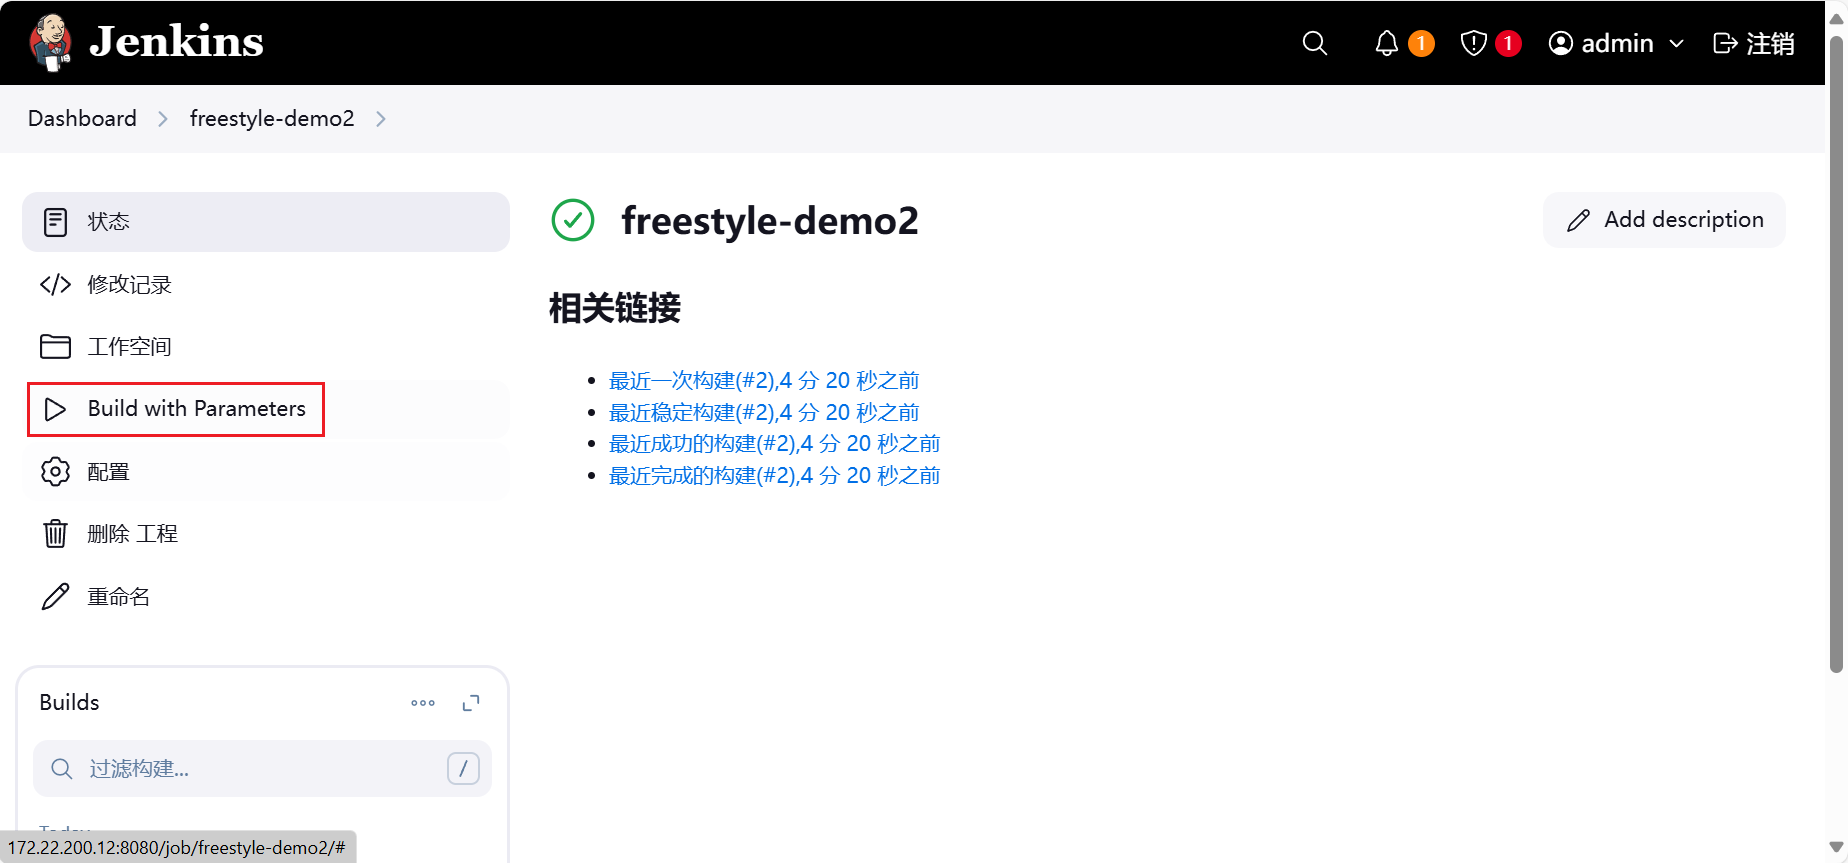 Jenkins
1
1
admin
注销
Dashboard
freestyle-demo2
状态
修改记录
工作空间
Build with Parameters
配置
删除 工程
重命名
freestyle-demo2
Add description
相关链接
最近一次构建(#2),4 分 20 秒之前
最近稳定构建(#2),4 分 20 秒之前
最近成功的构建(#2),4 分 20 秒之前
最近完成的构建(#2),4 分 20 秒之前
Builds
过滤构建...
/
Today
172.22.200.12:8080/job/freestyle-demo2/#